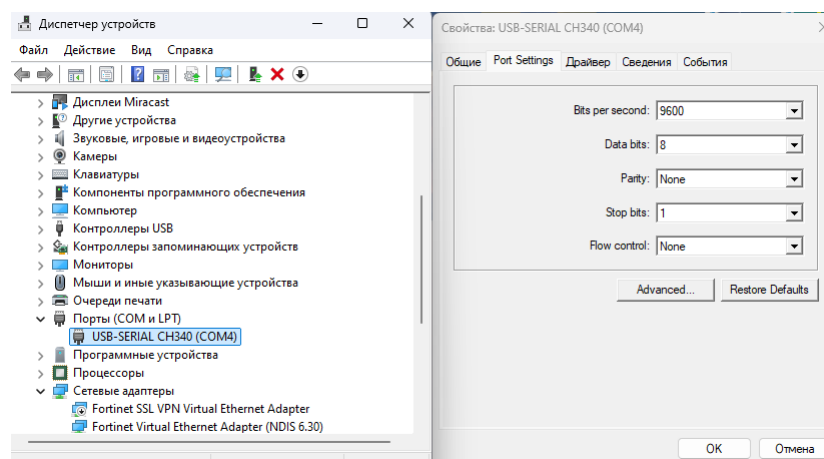 Диспетчер устройств
Файл Действие Вид Справка
Дисплеи Miracast
Другие устройства
Звуковые, игровые и видеоустройства
Камеры
Клавиатуры
Компоненты программного обеспечения
Компьютер
Контроллеры USB
Контроллеры запоминающих устройств
Мониторы
Мыши и иные указывающие устройства
Очереди печати
Порты (COM и LPT)
USB-SERIAL CH340 (COM4)
Программные устройства
Процессоры
Сетевые адаптеры
Fortinet SSL VPN Virtual Ethernet Adapter
Fortinet Virtual Ethernet Adapter (NDIS 6.30)
Свойства: USB-SERIAL CH340 (COM4)
Общие Port Settings Драйвер Сведения События
Bits per second: 9600
Data bits: 8
Parity: None
Stop bits: 1
Flow control: None
Advanced... Restore Defaults
OK Отмена